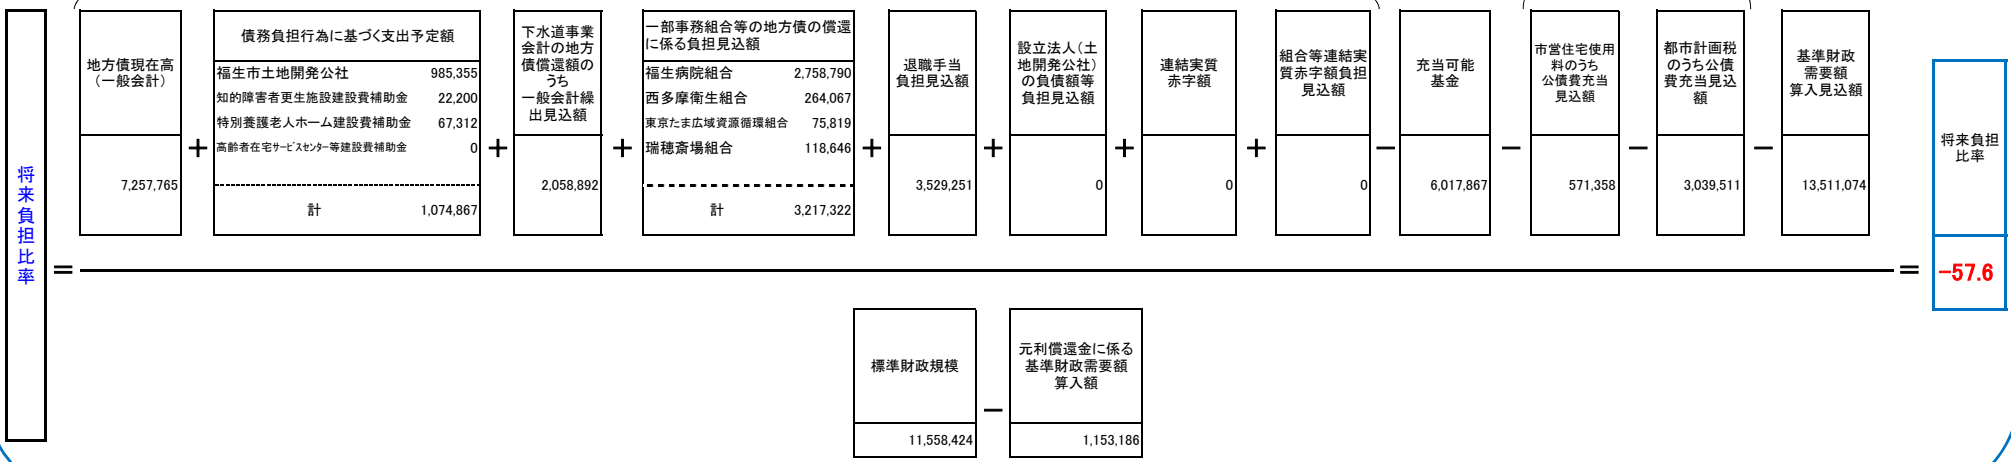 将来負担比率
＝
地方債現在高
（一般会計）
7,257,765
＋
債務負担行為に基づく支出予定額
福生市土地開発公社 985,355
知的障害者更生施設建設費補助金 22,200
特別養護老人ホーム建設費補助金 67,312
高齢者在宅ｻｰﾋﾞｽｾﾝﾀｰ等建設費補助金 0
計 1,074,867
＋
下水道事業
会計の地方
債償還額の
うち
一般会計繰
出見込額
2,058,892
＋
一部事務組合等の地方債の償還
に係る負担見込額
福生病院組合 2,758,790
西多摩衛生組合 264,067
東京たま広域資源循環組合 75,819
瑞穂斎場組合 118,646
計 3,217,322
＋
退職手当
負担見込額
3,529,251
＋
設立法人（土
地開発公社）
の負債額等
負担見込額
0
＋
連結実質
赤字額
0
＋
組合等連結実
質赤字額負担
見込額
0
－
充当可能
基金
6,017,867
－
市営住宅使用
料のうち
公債費充当
見込額
571,358
－
都市計画税
のうち公債
費充当見込
額
3,039,511
－
基準財政
需要額
算入見込額
13,511,074
標準財政規模
11,558,424
－
元利償還金に係る
基準財政需要額
算入額
1,153,186
＝
将来負担
比率
－57.6